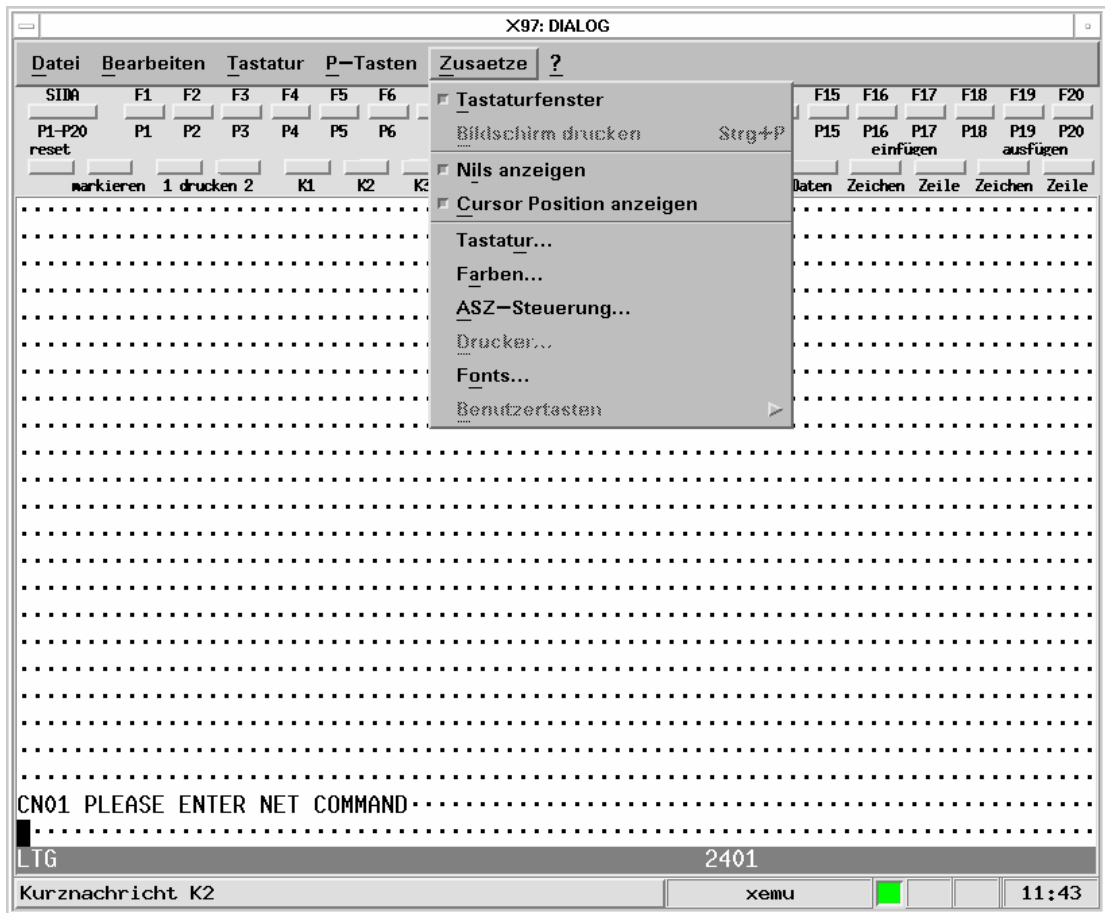 X97: DIALOG
Datei Bearbeiten Tastatur P-Tasten Zusaetze ?
SIDA F1 F2 F3 F4 F5 F6 F15 F16 F17 F18 F19 F20
P1-P20 P1 P2 P3 P4 P5 P6 P15 P16 P17 P18 P19 P20
reset einfügen ausfügen
markieren 1 drucken 2 K1 K2 K3 Daten Zeichen Zeile Zeichen Zeile
Tastaturfenster
Bildschirm drucken Strg+P
Nils anzeigen
Cursor Position anzeigen
Tastatur...
Farben...
ASZ-Steuerung...
Drucker...
Fonts...
Benutzertasten
CN01 PLEASE ENTER NET COMMAND
LTG 2401
Kurznachricht K2 xemu 11:43